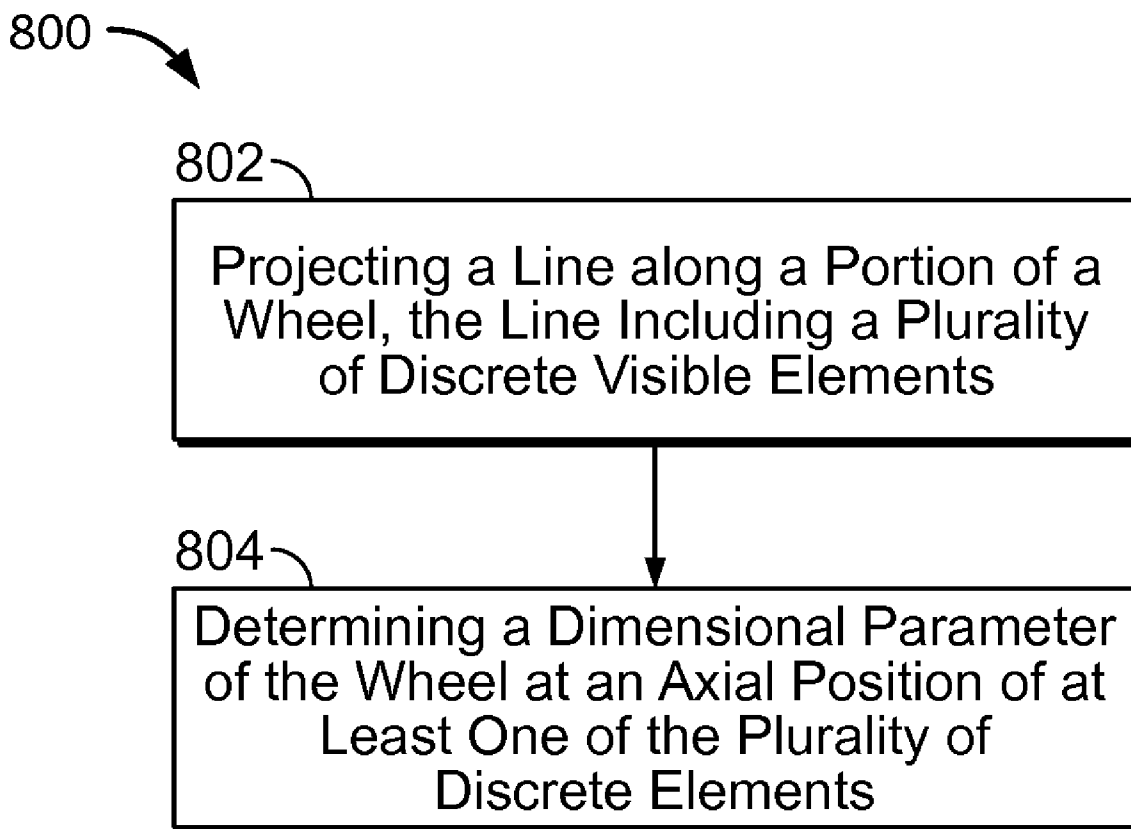 800
802
Projecting a Line along a Portion of a
Wheel, the Line Including a Plurality
of Discrete Visible Elements
804
Determining a Dimensional Parameter
of the Wheel at an Axial Position of at
Least One of the Plurality of
Discrete Elements